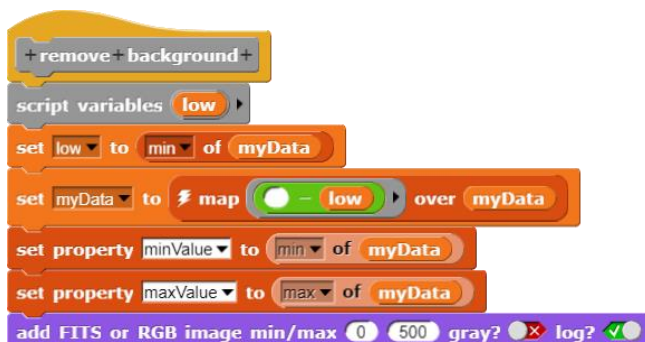 +remove+background+
script variables low
set low to min of myData
set myData to map - low over myData
set property minValue to min of myData
set property maxValue to max of myData
add FITS or RGB image min/max 0 500 gray? log?